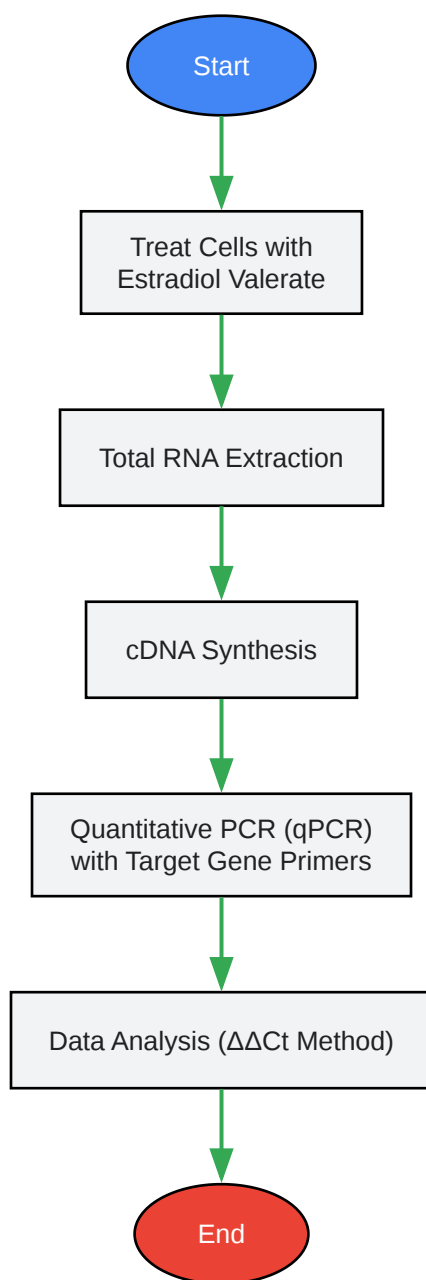 Start
Treat Cells with
Estradiol Valerate
Total RNA Extraction
cDNA Synthesis
Quantitative PCR (qPCR)
with Target Gene Primers
Data Analysis (ΔΔCt Method)
End